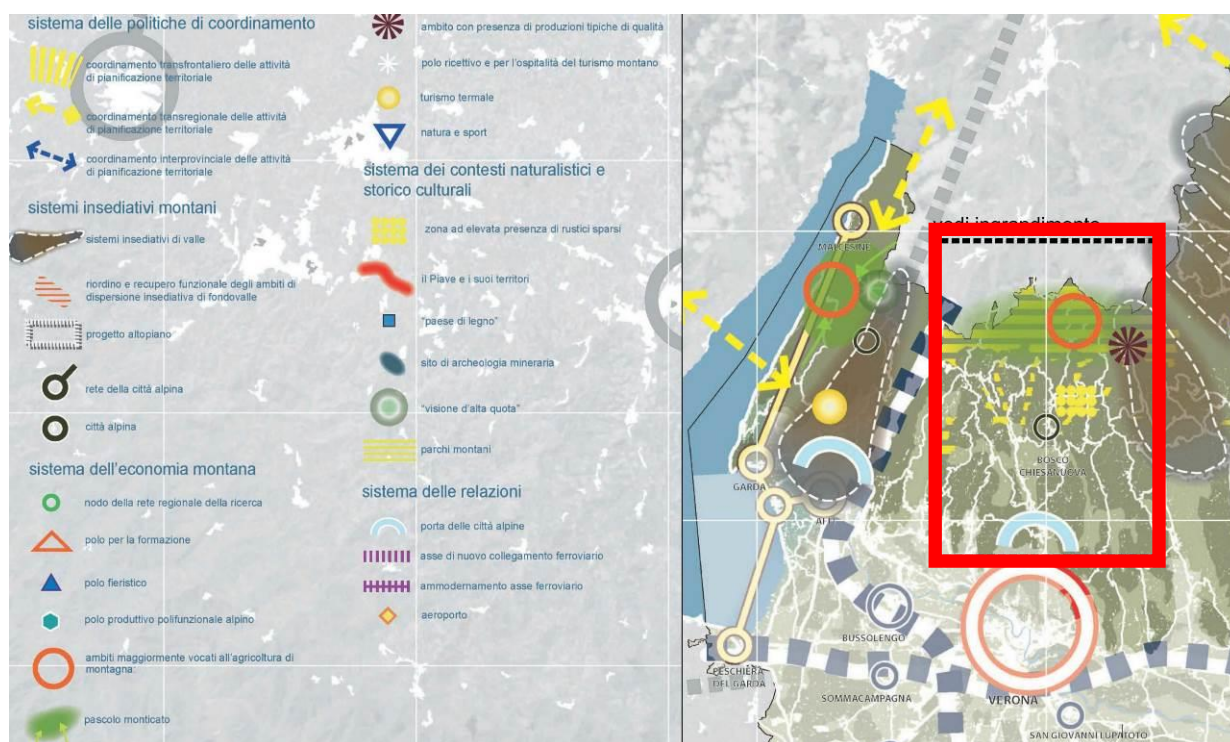 sistema delle politiche di coordinamento
coordinamento transfrontaliero delle attività
di pianificazione territoriale
coordinamento transregionale delle attività
di pianificazione territoriale
coordinamento interprovinciale delle attività
di pianificazione territoriale
sistemi insediativi montani
sistemi insediativi di valle
riordino e recupero funzionale degli ambiti di
dispersione insediativa di fondovalle
progetto altopiano
rete della città alpina
città alpina
sistema dell'economia montana
nodo della rete regionale della ricerca
polo per la formazione
polo fieristico
polo produttivo polifunzionale alpino
ambiti maggiormente vocati all'agricoltura di
montagna:
pascolo monticato
ambito con presenza di produzioni tipiche di qualità
polo ricettivo e per l'ospitalità del turismo montano
turismo termale
natura e sport
sistema dei contesti naturalistici e
storico culturali
zona ad elevata presenza di rustici sparsi
il Piave e i suoi territori
"paese di legno"
sito di archeologia mineraria
"visione d'alta quota"
parchi montani
sistema delle relazioni
porta delle città alpine
asse di nuovo collegamento ferroviario
ammodernamento asse ferroviario
aeroporto
vedi ingrandimento
MALCESINE
BOSCO
CHIESANUOVA
GARDA
AFFI
BUSSOLENGO
PESCHIERA
DEL GARDA
SOMMACAMPAGNA
VERONA
SAN GIOVANNI LUPATOTO